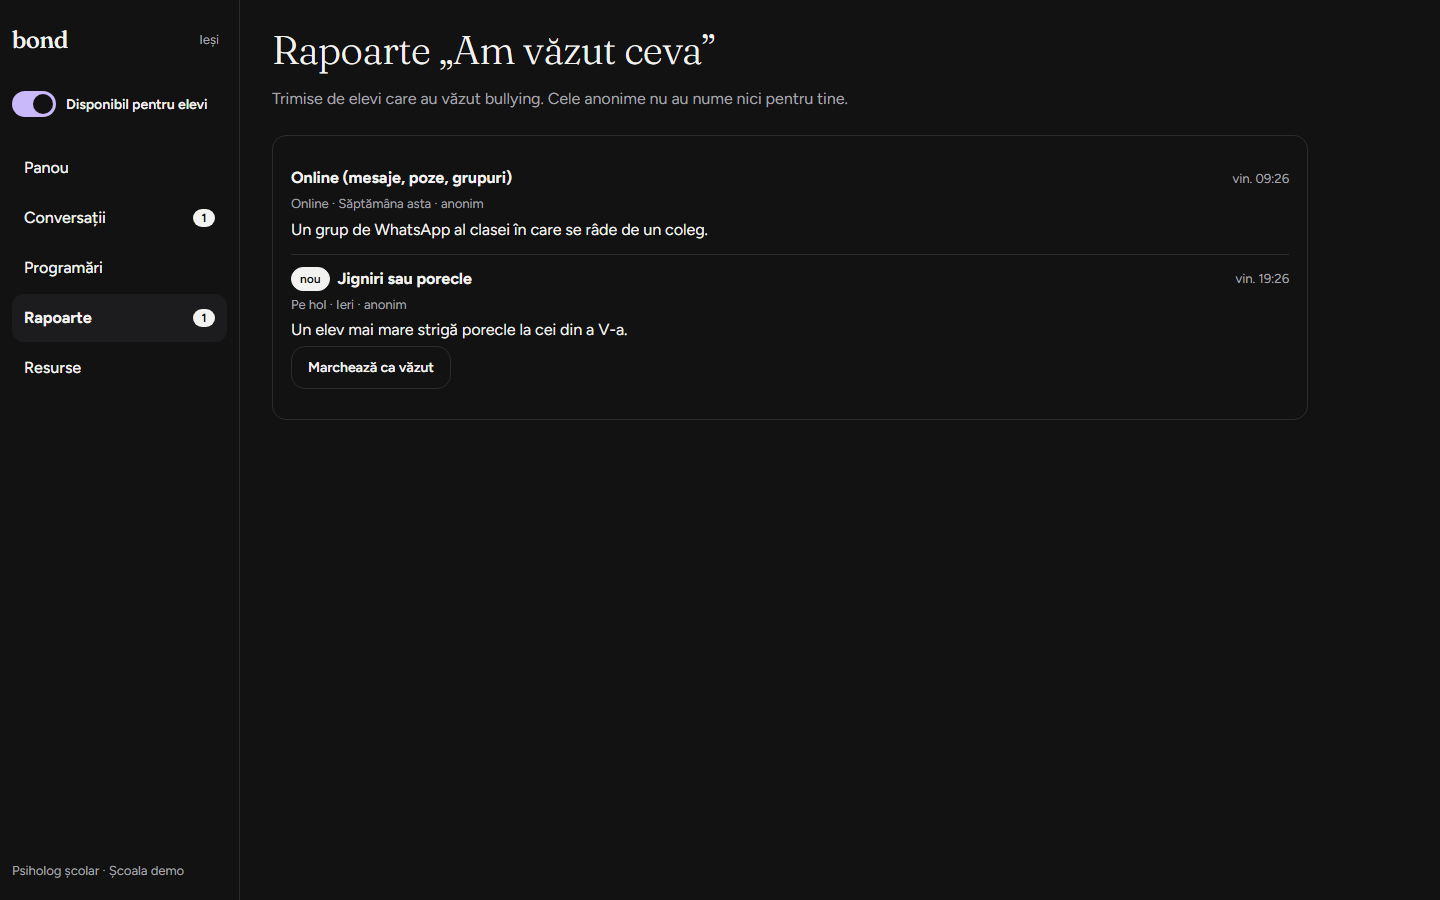 bond
Ieși
Disponibil pentru elevi
Panou
Conversații 1
Programări
Rapoarte 1
Resurse
Psiholog școlar · Școala demo
Rapoarte „Am văzut ceva”
Trimise de elevi care au văzut bullying. Cele anonime nu au nume nici pentru tine.
Online (mesaje, poze, grupuri) vin. 09:26
Online · Săptămâna asta · anonim
Un grup de WhatsApp al clasei în care se râde de un coleg.
nou Jigniri sau porecle vin. 19:26
Pe hol · Ieri · anonim
Un elev mai mare strigă porecle la cei din a V-a.
Marchează ca văzut